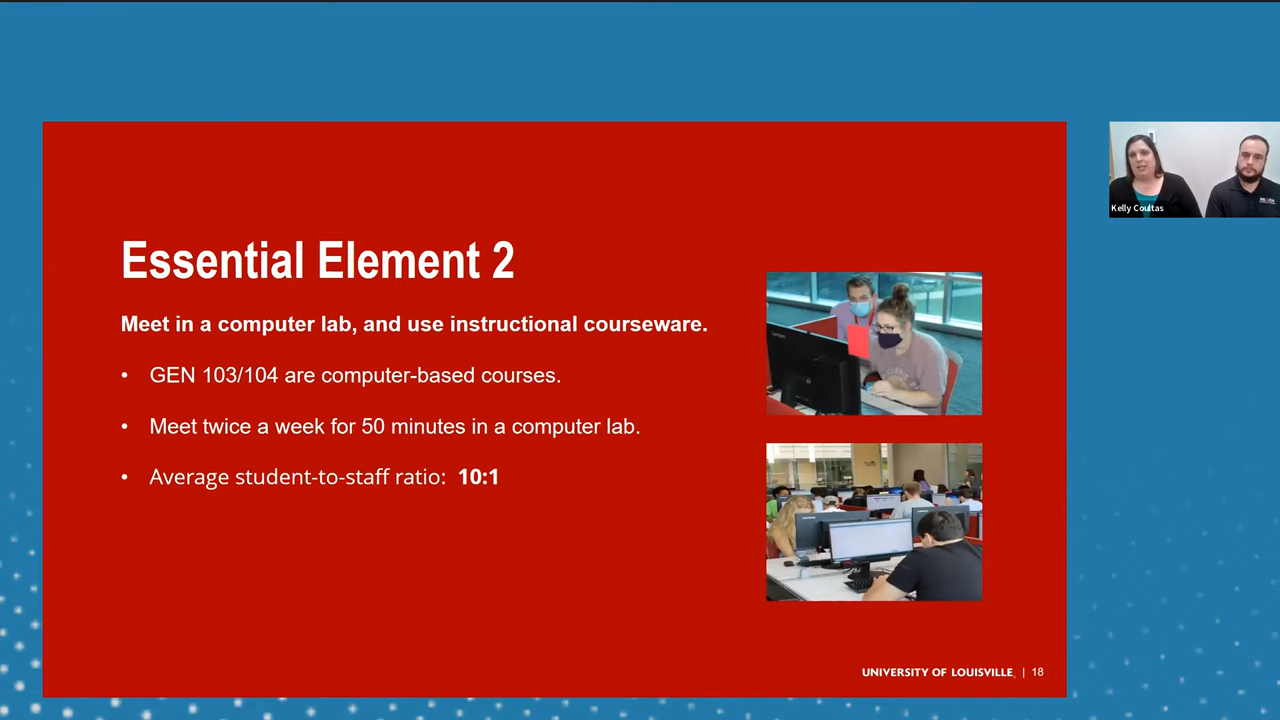 Essential Element 2
Meet in a computer lab, and use instructional courseware.
• GEN 103/104 are computer-based courses.
• Meet twice a week for 50 minutes in a computer lab.
• Average student-to-staff ratio: 10:1
UNIVERSITY OF LOUISVILLE. | 18
Kelly Coultas